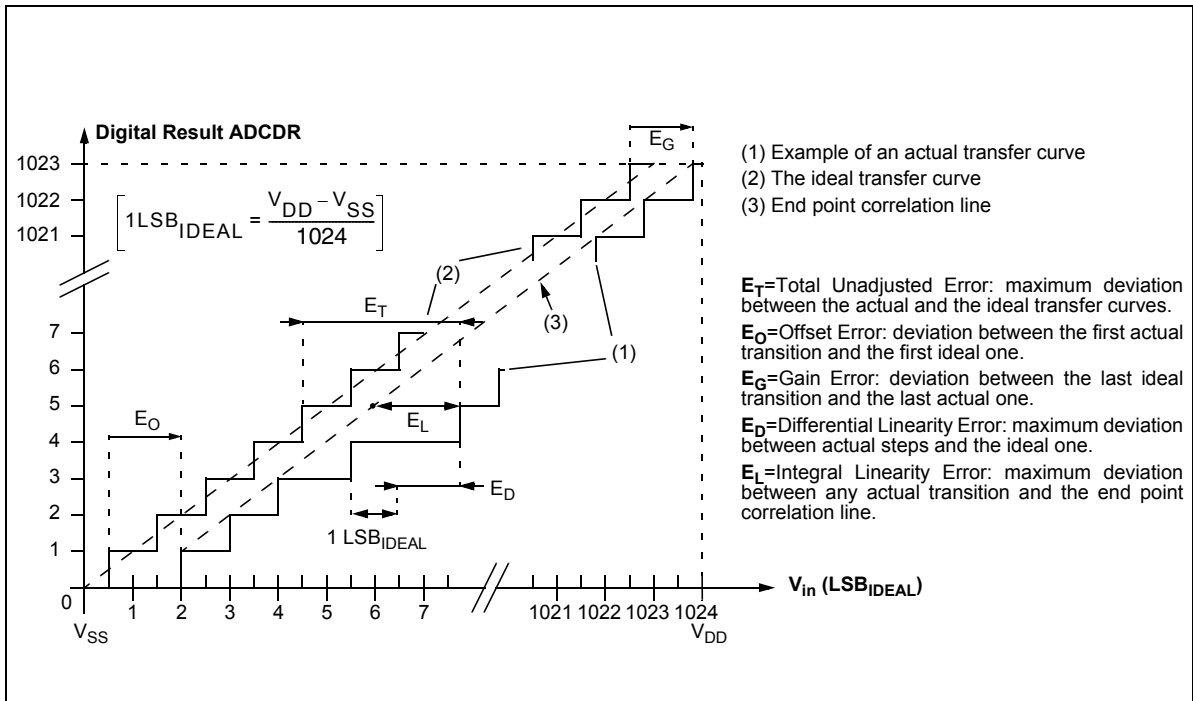 Digital Result ADCDR
1023
1022
1021
1LSB_IDEAL = V_DD – V_SS / 1024
E_G
(1) Example of an actual transfer curve
(2) The ideal transfer curve
(3) End point correlation line
(2)
E_T
(3)
(1)
7
6
5
4
3
2
1
0
E_O
E_L
E_D
1 LSB_IDEAL
E_T=Total Unadjusted Error: maximum deviation
between the actual and the ideal transfer curves.
E_O=Offset Error: deviation between the first actual
transition and the first ideal one.
E_G=Gain Error: deviation between the last ideal
transition and the last actual one.
E_D=Differential Linearity Error: maximum deviation
between actual steps and the ideal one.
E_L=Integral Linearity Error: maximum deviation
between any actual transition and the end point
correlation line.
1 2 3 4 5 6 7 1021 1022 1023 1024
V_in (LSB_IDEAL)
V_SS
V_DD